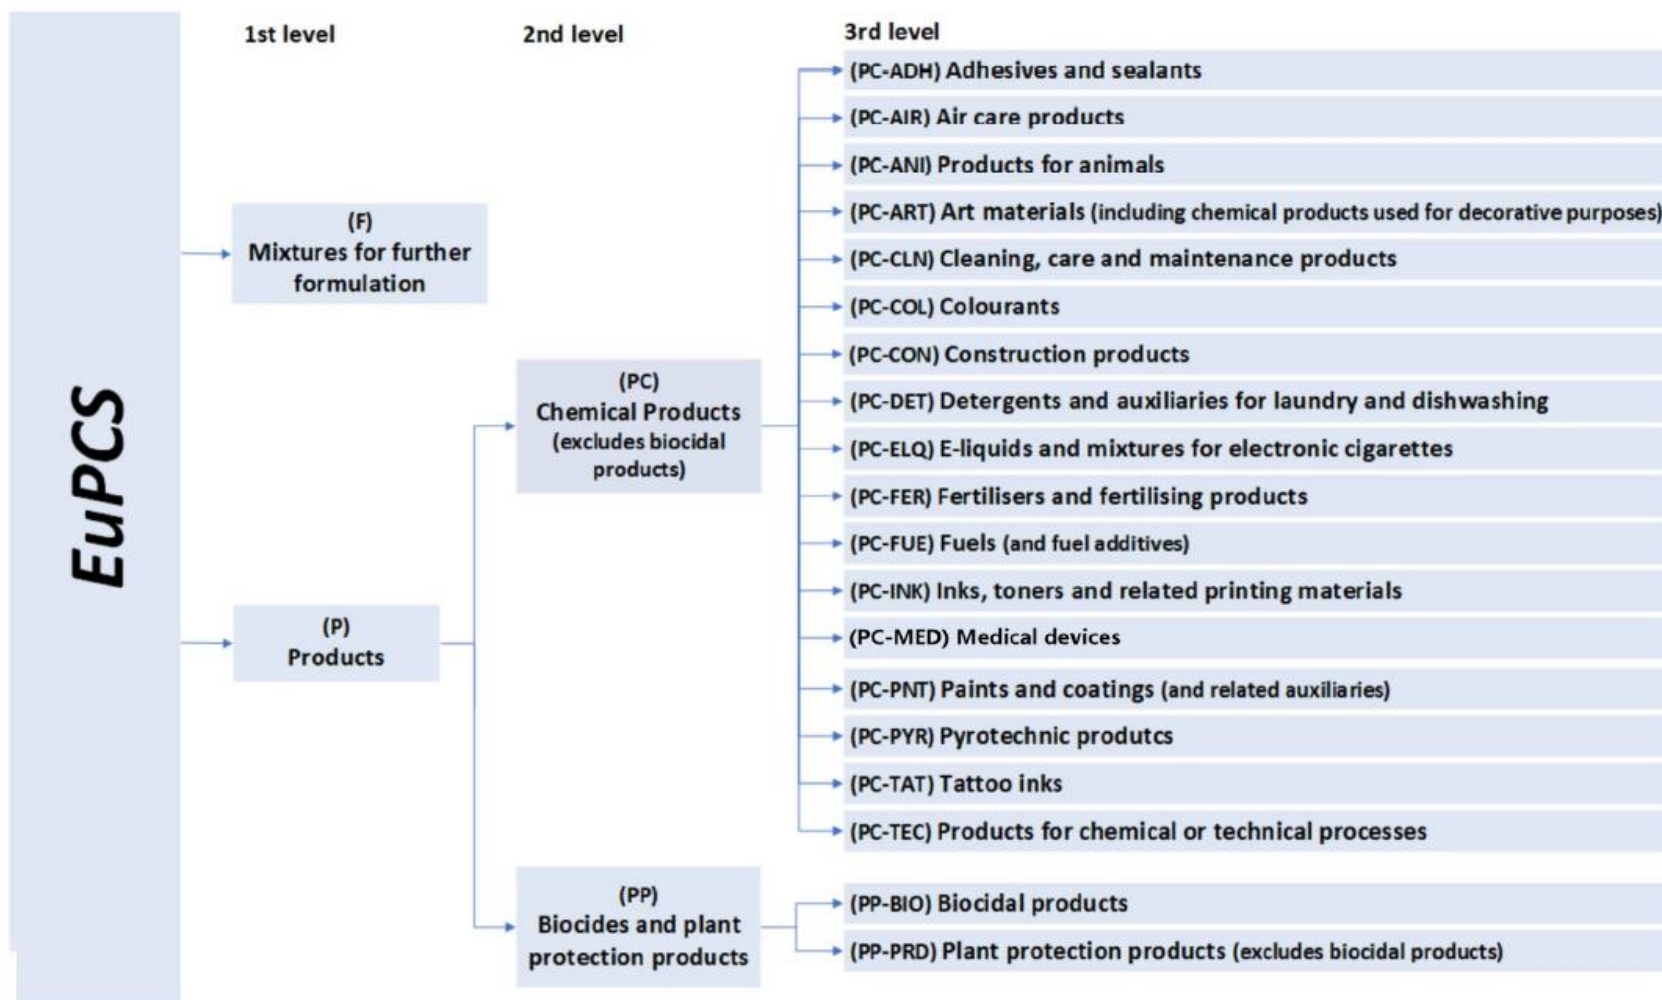 EuPCS
1st level
2nd level
3rd level
(F)
Mixtures for further
formulation
(P)
Products
(PC)
Chemical Products
(excludes biocidal
products)
(PP)
Biocides and plant
protection products
(PC-ADH) Adhesives and sealants
(PC-AIR) Air care products
(PC-ANI) Products for animals
(PC-ART) Art materials (including chemical products used for decorative purposes)
(PC-CLN) Cleaning, care and maintenance products
(PC-COL) Colourants
(PC-CON) Construction products
(PC-DET) Detergents and auxiliaries for laundry and dishwashing
(PC-ELQ) E-liquids and mixtures for electronic cigarettes
(PC-FER) Fertilisers and fertilising products
(PC-FUE) Fuels (and fuel additives)
(PC-INK) Inks, toners and related printing materials
(PC-MED) Medical devices
(PC-PNT) Paints and coatings (and related auxiliaries)
(PC-PYR) Pyrotechnic produtcs
(PC-TAT) Tattoo inks
(PC-TEC) Products for chemical or technical processes
(PP-BIO) Biocidal products
(PP-PRD) Plant protection products (excludes biocidal products)